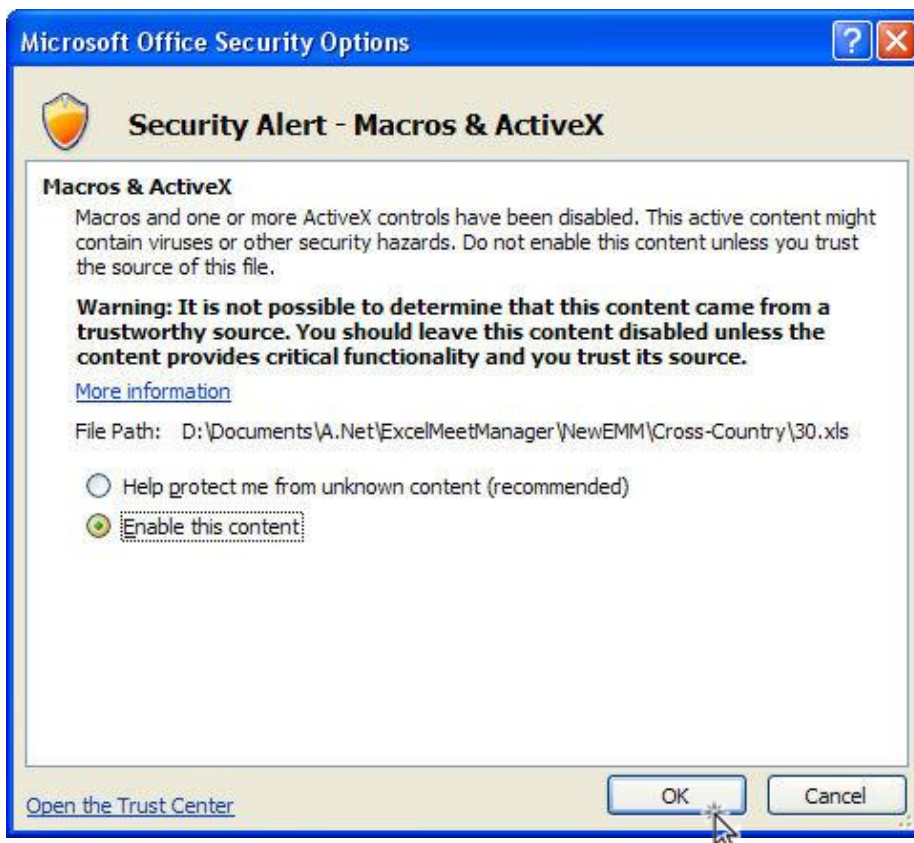 Microsoft Office Security Options
Security Alert - Macros & ActiveX
Macros & ActiveX
Macros and one or more ActiveX controls have been disabled. This active content might
contain viruses or other security hazards. Do not enable this content unless you trust
the source of this file.
Warning: It is not possible to determine that this content came from a
trustworthy source. You should leave this content disabled unless the
content provides critical functionality and you trust its source.
More information
File Path: D:\Documents\A.Net\ExcelMeetManager\NewEMM\Cross-Country\30.xls
Help protect me from unknown content (recommended)
Enable this content
Open the Trust Center
OK
Cancel